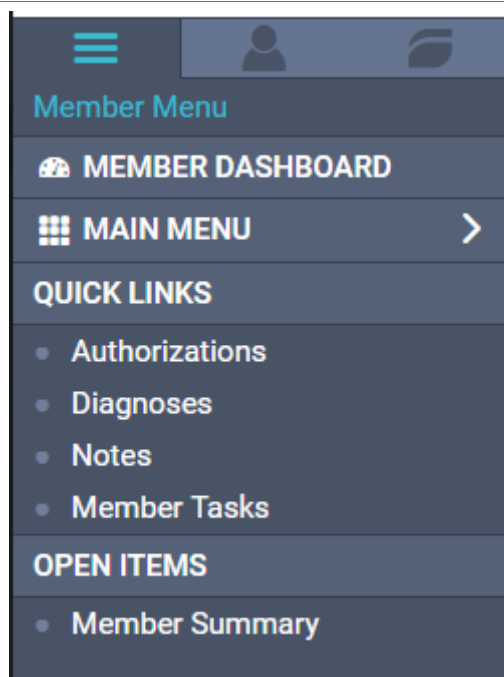 Member Menu
MEMBER DASHBOARD
MAIN MENU
QUICK LINKS
Authorizations
Diagnoses
Notes
Member Tasks
OPEN ITEMS
Member Summary